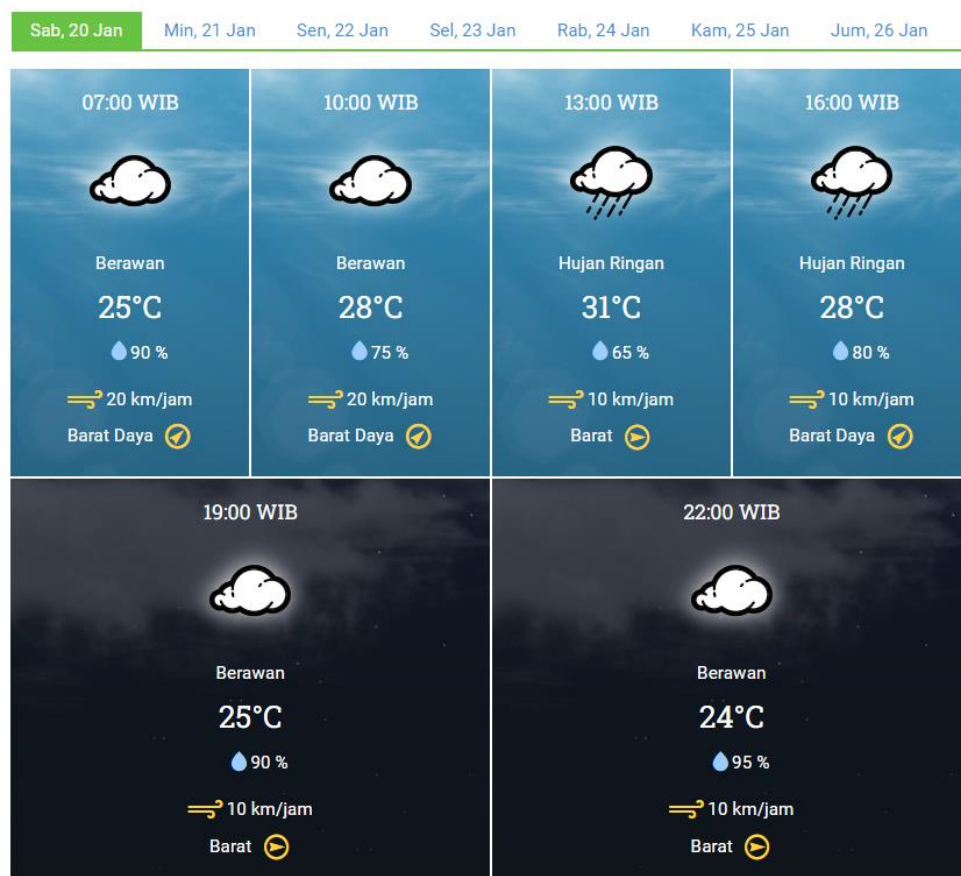 Sab, 20 Jan Min, 21 Jan Sen, 22 Jan Sel, 23 Jan Rab, 24 Jan Kam, 25 Jan Jum, 26 Jan
07:00 WIB
Berawan
25°C
90 %
20 km/jam
Barat Daya
10:00 WIB
Berawan
28°C
75 %
20 km/jam
Barat Daya
13:00 WIB
Hujan Ringan
31°C
65 %
10 km/jam
Barat
16:00 WIB
Hujan Ringan
28°C
80 %
10 km/jam
Barat Daya
19:00 WIB
Berawan
25°C
90 %
10 km/jam
Barat
22:00 WIB
Berawan
24°C
95 %
10 km/jam
Barat